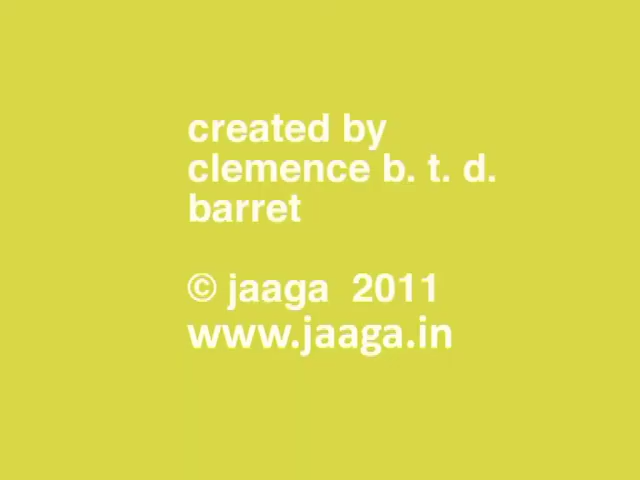 created by
clemence b. t. d.
barret
© jaaga 2011
www.jaaga.in